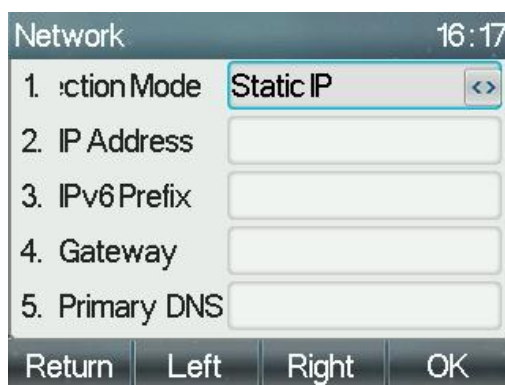 Network 16:17
1. ction Mode Static IP
2. IP Address
3. IPv6 Prefix
4. Gateway
5. Primary DNS
Return Left Right OK